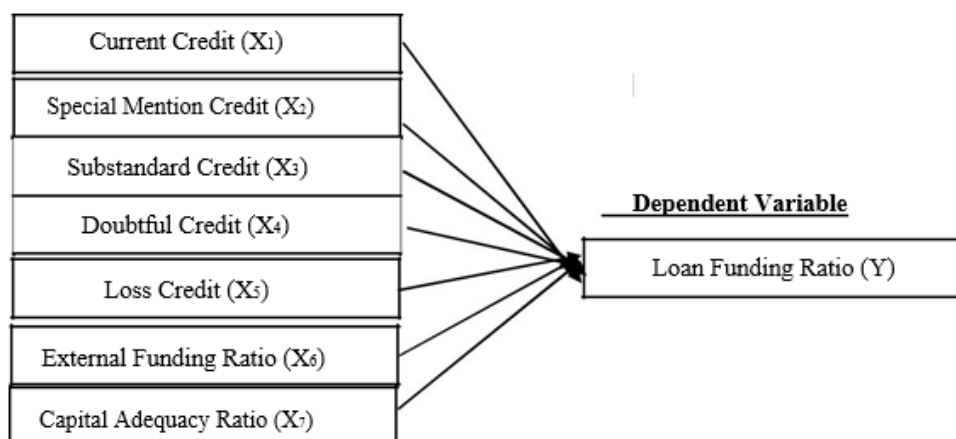 Current Credit (X₁)
Special Mention Credit (X₂)
Substandard Credit (X₃)
Doubtful Credit (X₄)
Loss Credit (X₅)
External Funding Ratio (X₆)
Capital Adequacy Ratio (X₇)
Dependent Variable
Loan Funding Ratio (Y)